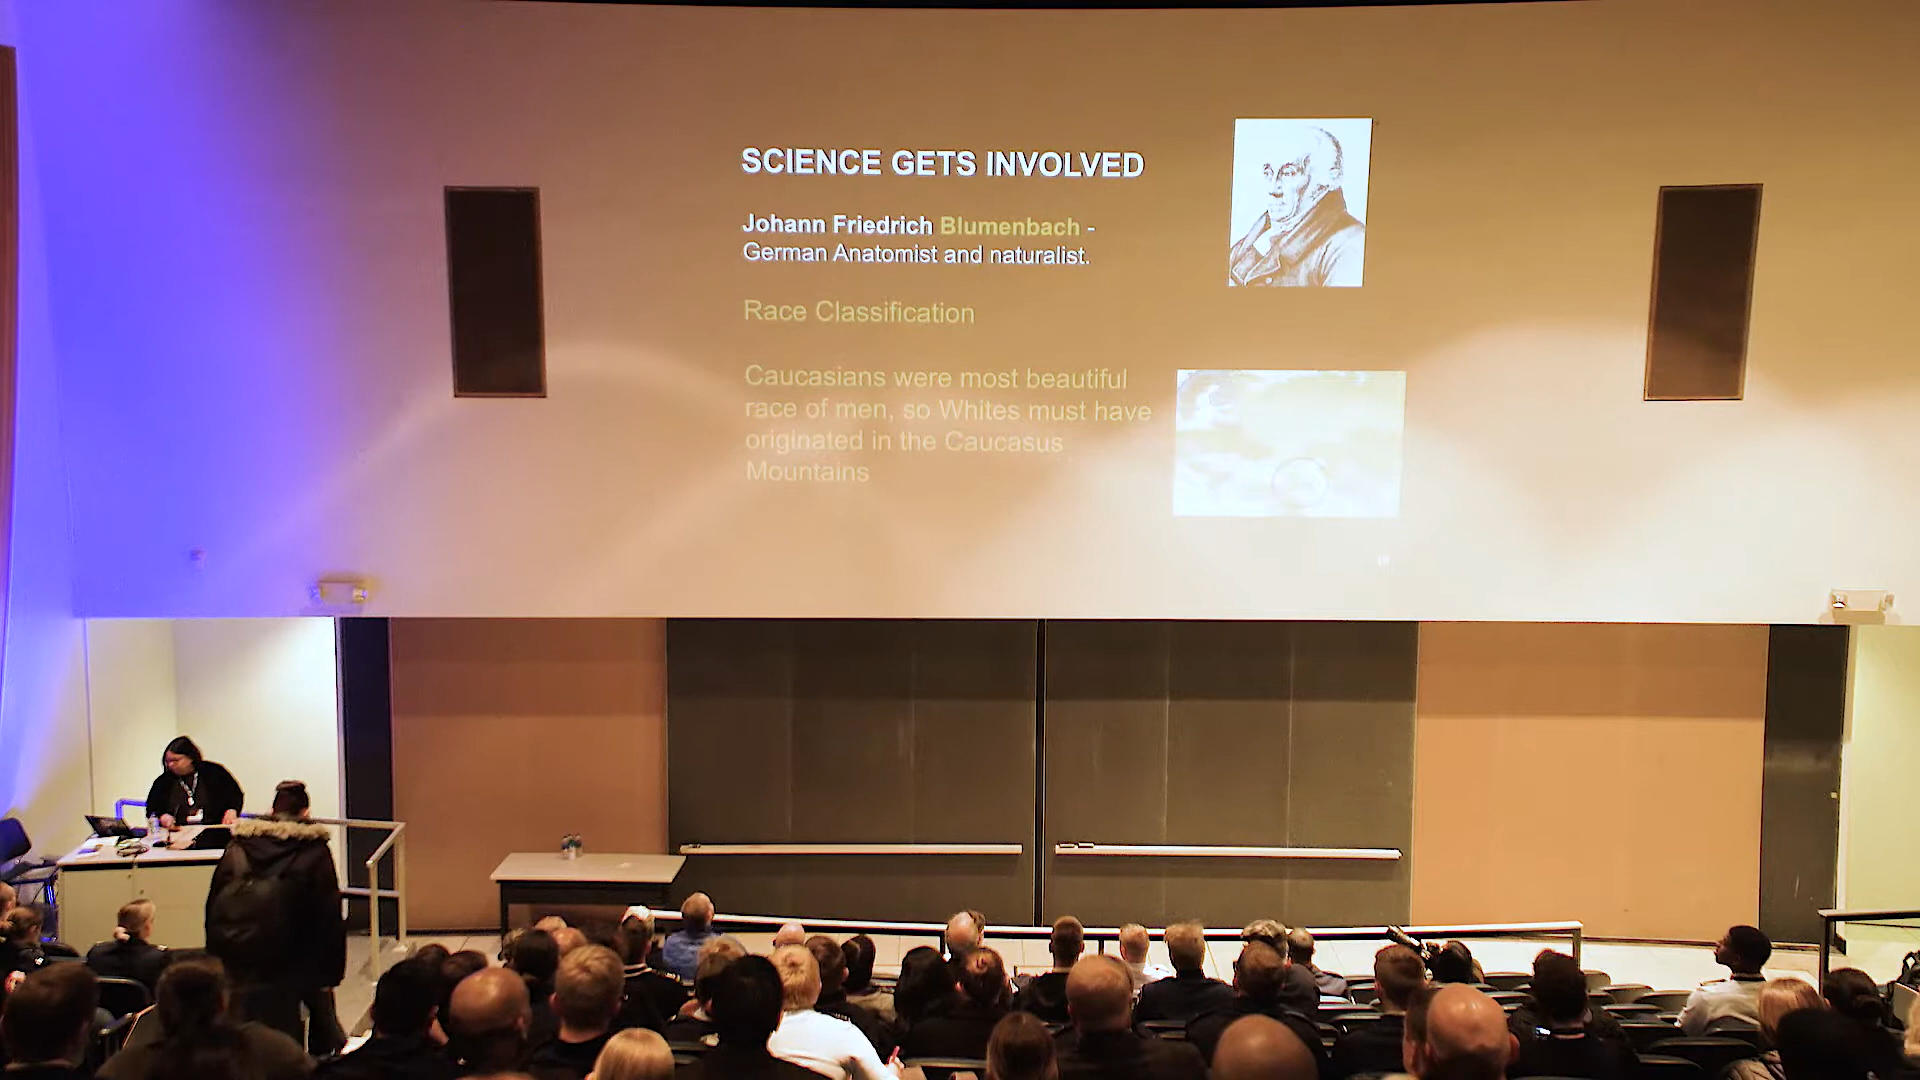 SCIENCE GETS INVOLVED
Johann Friedrich Blumenbach -
German Anatomist and naturalist.
Race Classification
Caucasians were most beautiful
race of men, so Whites must have
originated in the Caucasus
Mountains